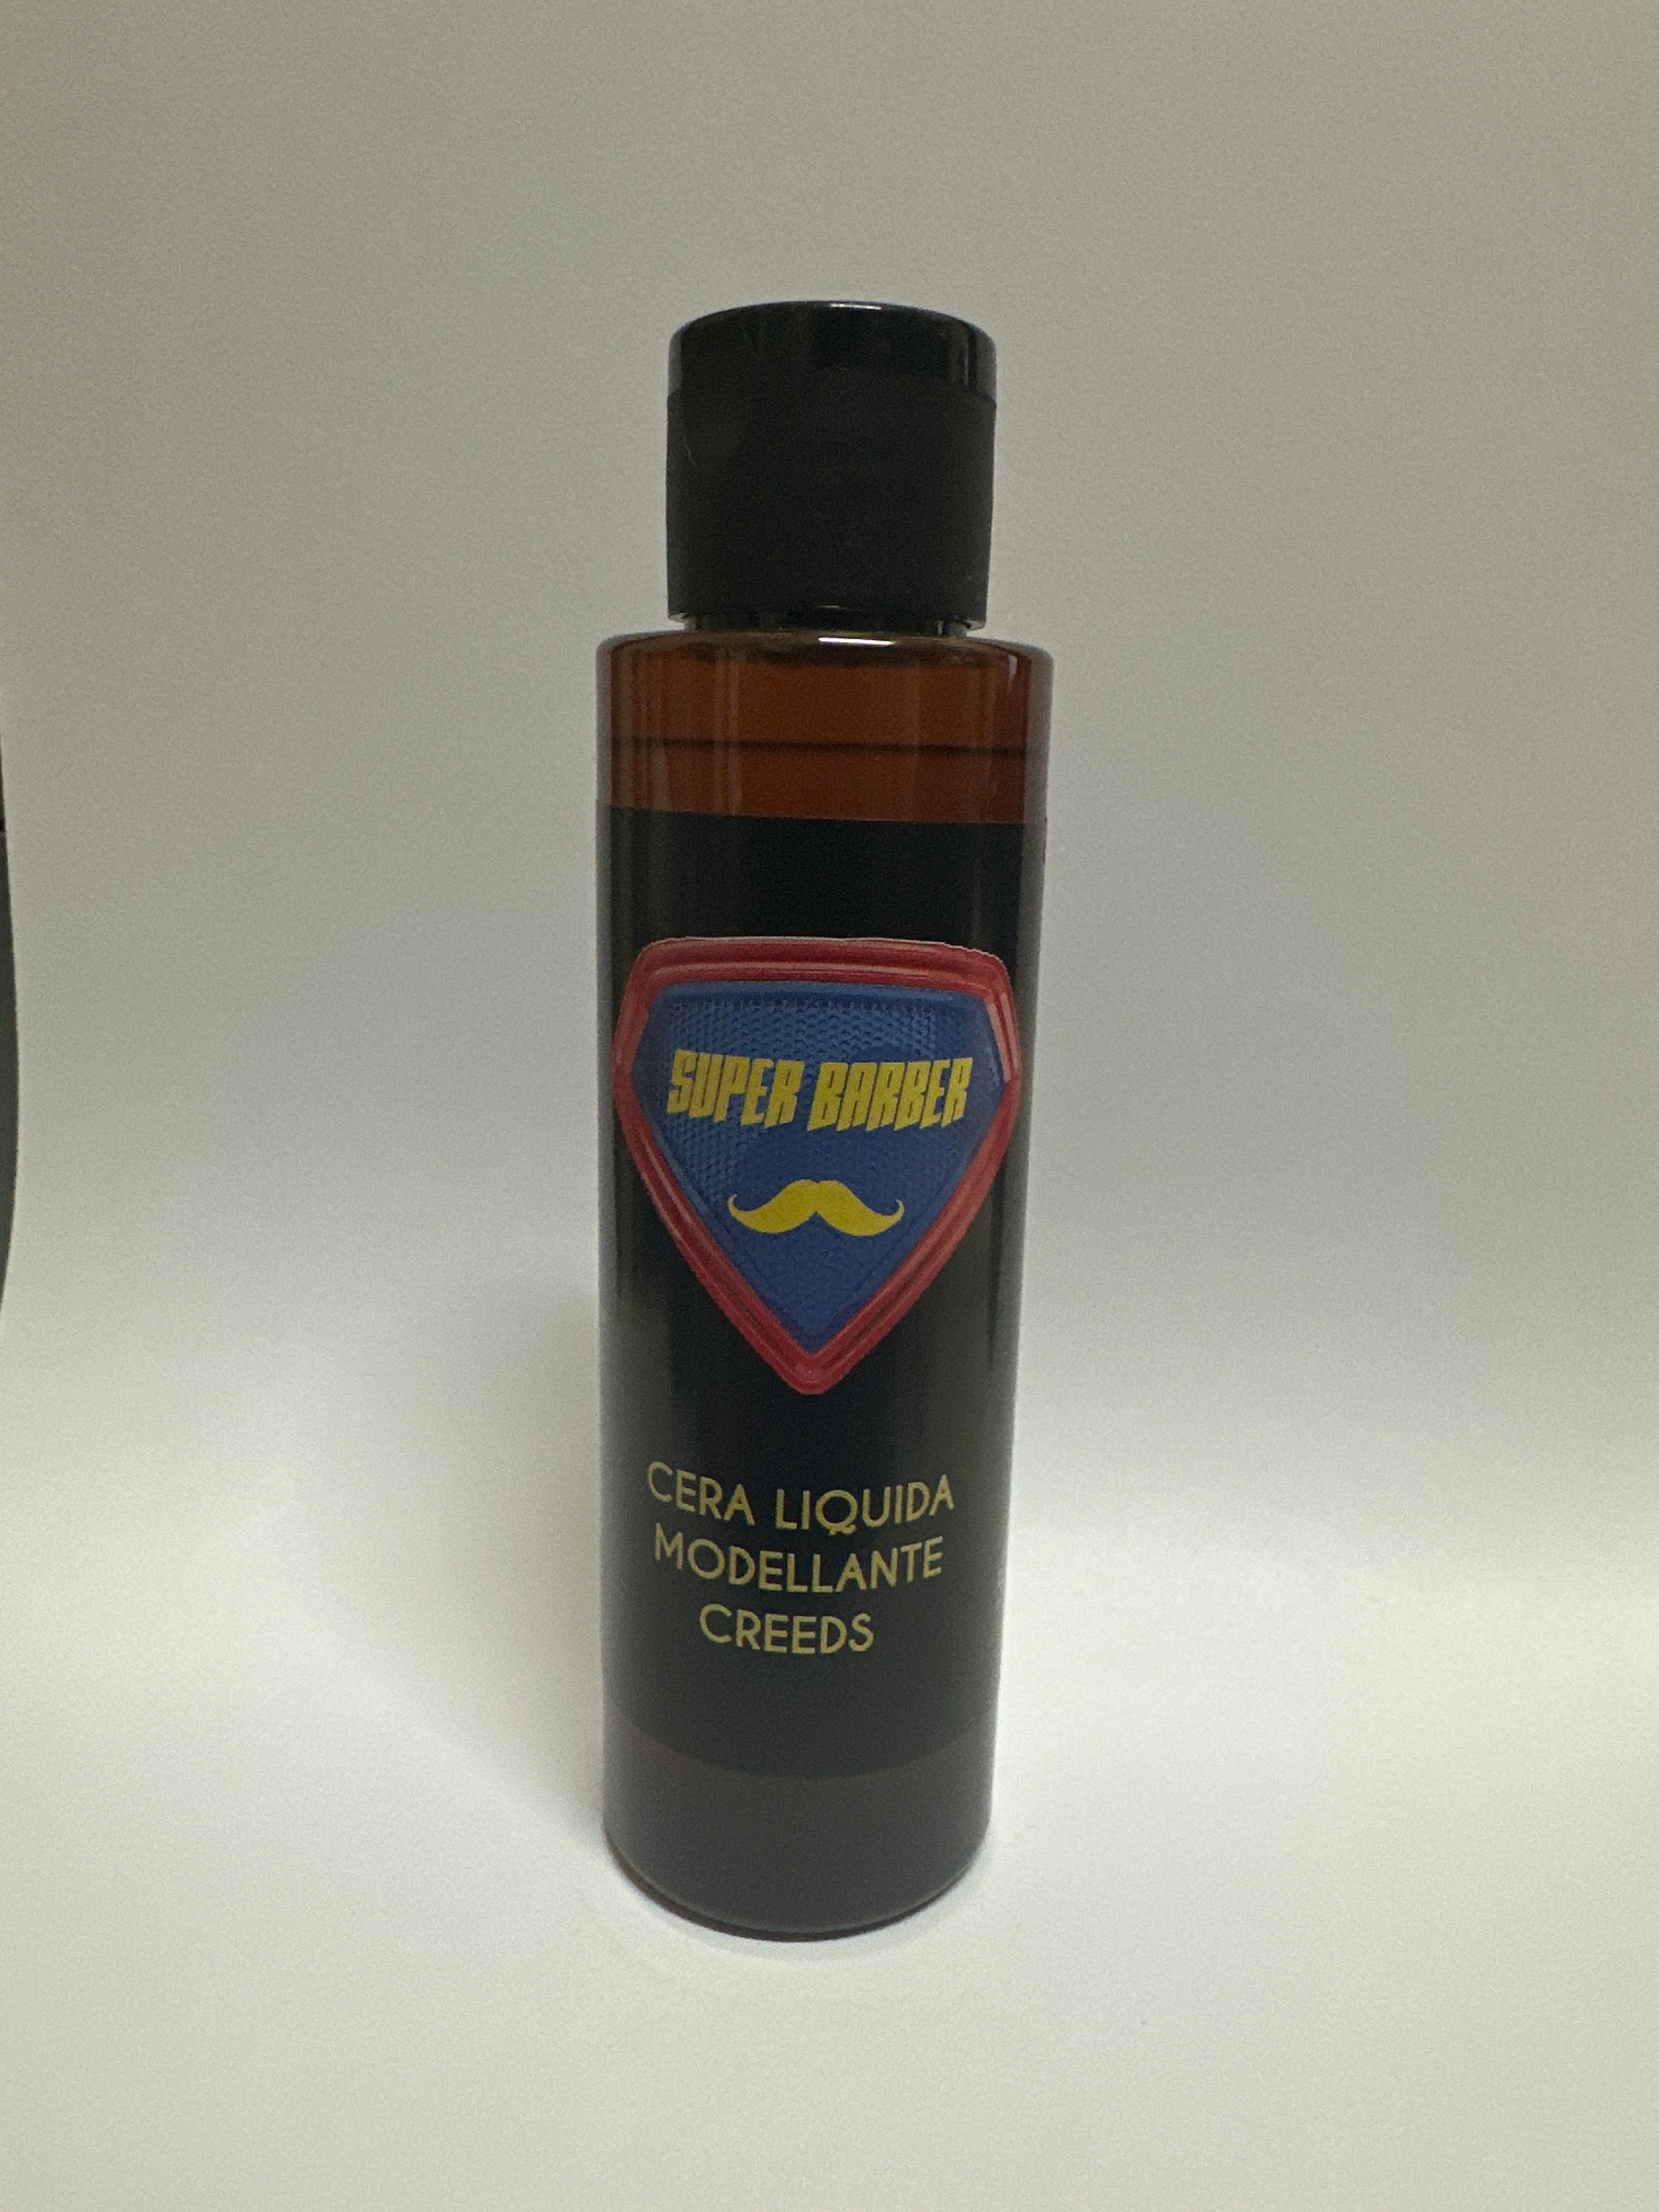 SUPER BARBER
CERA LIQUIDA
MODELLANTE
CREEDS